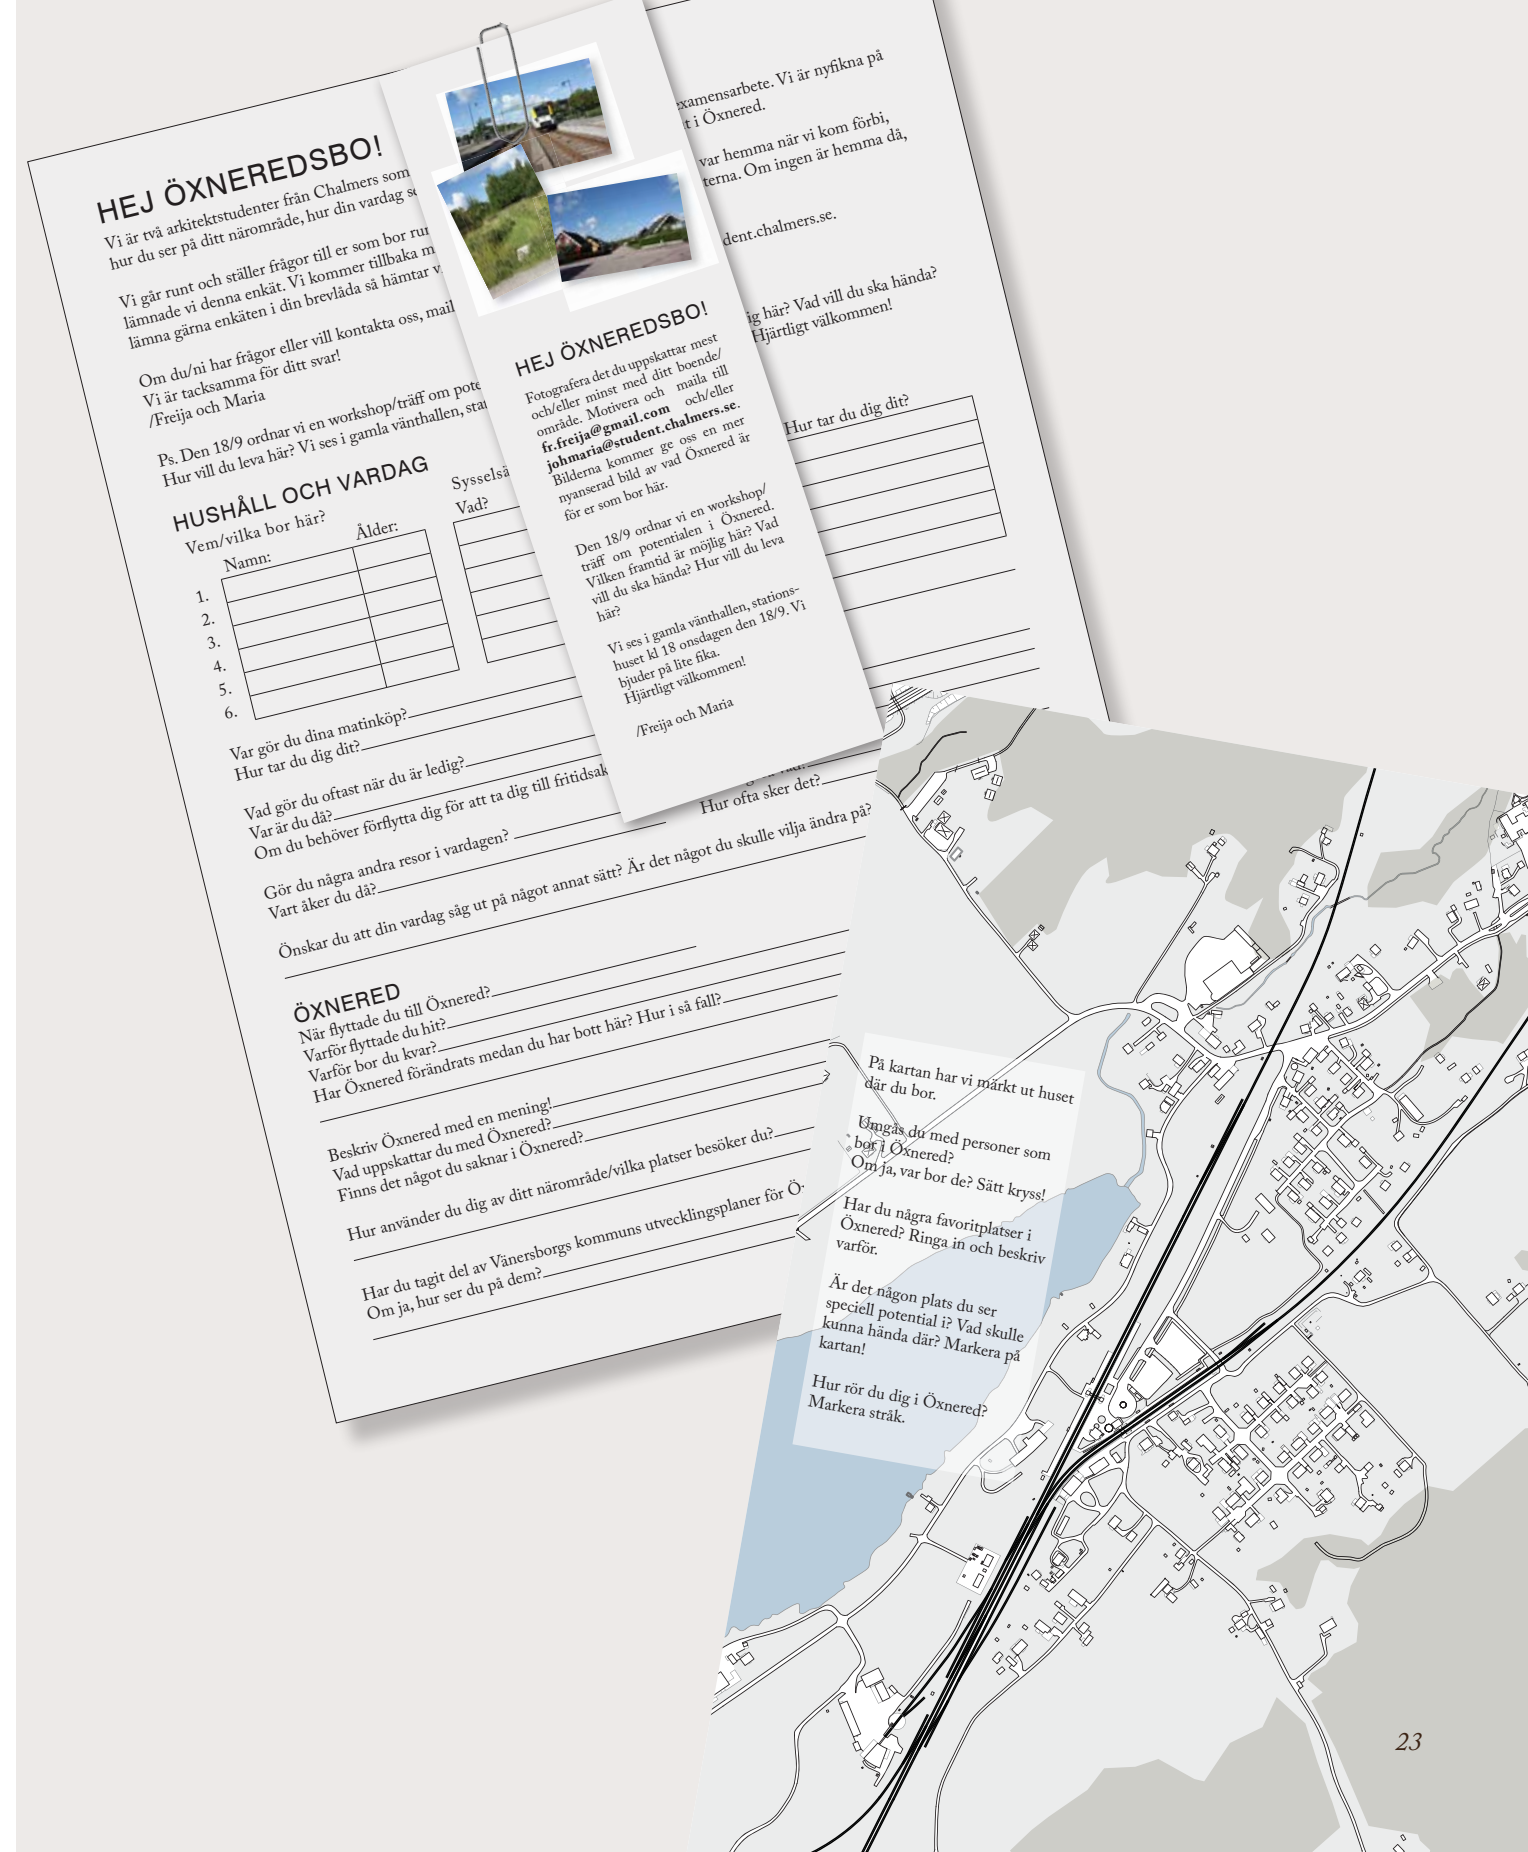 HEJ ÖXNEREDSBO!
Vi är två arkitektstudenter från Chalmers som
hur du ser på ditt närområde, hur din vardag
Vi går runt och ställer frågor till er som bor
lämnade vi denna enkät. Vi kommer tillbaka
lämna gärna enkäten i din brevlåda så hämtar
Om du/ni har frågor eller vill kontakta oss,
Vi är tacksamma för ditt svar!
/Freija och Maria
Ps. Den 18/9 ordnar vi en workshop/träff om
Hur vill du leva här? Vi ses i gamla vänthallen,
examensarbete. Vi är nyfikna på
i Öxnered.
var hemma när vi kom förbi,
Om ingen är hemma då,
här? Vad vill du ska hända?
Hjärtligt välkommen!
HUSHÅLL OCH VARDAG
Vem/vilka bor här?
Namn: Ålder:
Vad?
Hur tar du dig dit?
1.
2.
3.
4.
5.
6.
Var gör du dina matinköp?
Hur tar du dig dit?
Vad gör du oftast när du är ledig?
Var är du då?
Om du behöver förflytta dig för att ta dig till
Hur ofta sker det?
Gör du några andra resor i vardagen?
Vart åker du då?
Önskar du att din vardag såg ut på något annat sätt? Är det något du skulle vilja ändra på?
ÖXNERED
När flyttade du till Öxnered?
Varför flyttade du hit?
Varför bor du kvar?
Har Öxnered förändrats medan du har bott här? Hur i så fall?
Beskriv Öxnered med en mening!
Vad uppskattar du med Öxnered?
Finns det något du saknar i Öxnered?
Hur använder du dig av ditt närområde/vilka platser besöker du?
Har du tagit del av Vänersborgs kommuns utvecklingsplaner för
Om ja, hur ser du på dem?
HEJ ÖXNEREDSBO!
Fotografera det du uppskattar mest
och/eller minst med ditt boende/
område. Motivera och maila till
fr.freija@gmail.com och/eller
johmaria@student.chalmers.se.
Bilderna kommer ge oss en mer
nyanserad bild av vad Öxnered är
för er som bor här.
Den 18/9 ordnar vi en workshop/
träff om potentialen i Öxnered.
Vilken framtid är möjlig här? Vad
vill du ska hända? Hur vill du leva
här?
Vi ses i gamla vänthallen, stations-
huset kl 18 onsdagen den 18/9. Vi
bjuder på lite fika.
Hjärtligt välkommen!
/Freija och Maria
På kartan har vi märkt ut huset
där du bor.
Umgås du med personer som
bor i Öxnered?
Om ja, var bor de? Sätt kryss!
Har du några favoritplatser i
Öxnered? Ringa in och beskriv
varför.
Är det någon plats du ser
speciell potential i? Vad skulle
kunna hända där? Markera på
kartan!
Hur rör du dig i Öxnered?
Markera stråk.
23